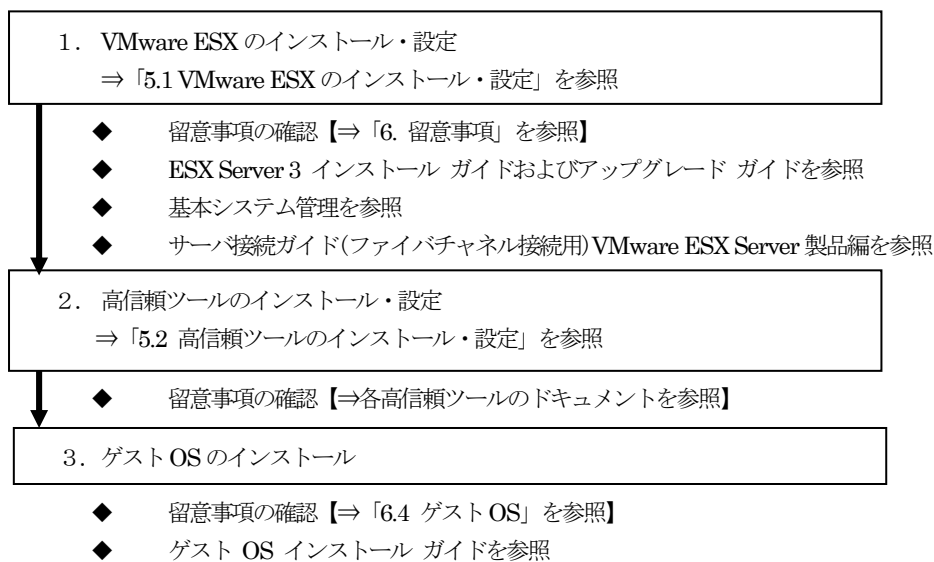 １． VMware ESX のインストール・設定
⇒「5.1 VMware ESX のインストール・設定」を参照
◆ 留意事項の確認【⇒「6. 留意事項」を参照】
◆ ESX Server 3 インストール ガイドおよびアップグレード ガイドを参照
◆ 基本システム管理を参照
◆ サーバ接続ガイド(ファイバチャネル接続用)VMware ESX Server 製品編を参照
２． 高信頼ツールのインストール・設定
⇒「5.2 高信頼ツールのインストール・設定」を参照
◆ 留意事項の確認【⇒各高信頼ツールのドキュメントを参照】
３．ゲスト OS のインストール
◆ 留意事項の確認【⇒「6.4 ゲスト OS」を参照】
◆ ゲスト OS インストール ガイドを参照